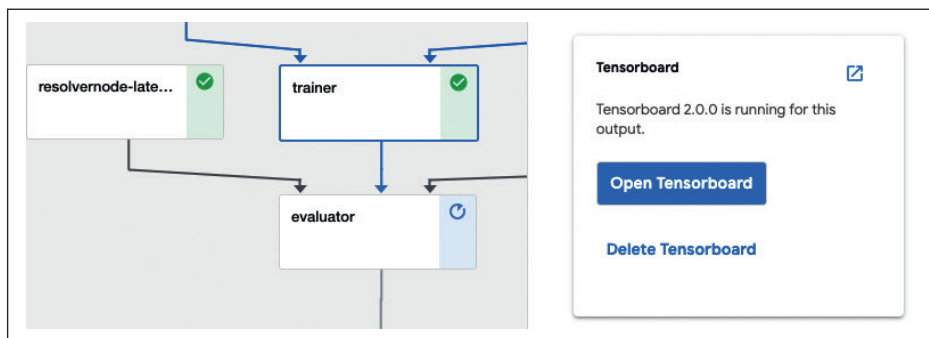 resolvernode-late...
trainer
evaluator
Tensorboard
Tensorboard 2.0.0 is running for this
output.
Open Tensorboard
Delete Tensorboard